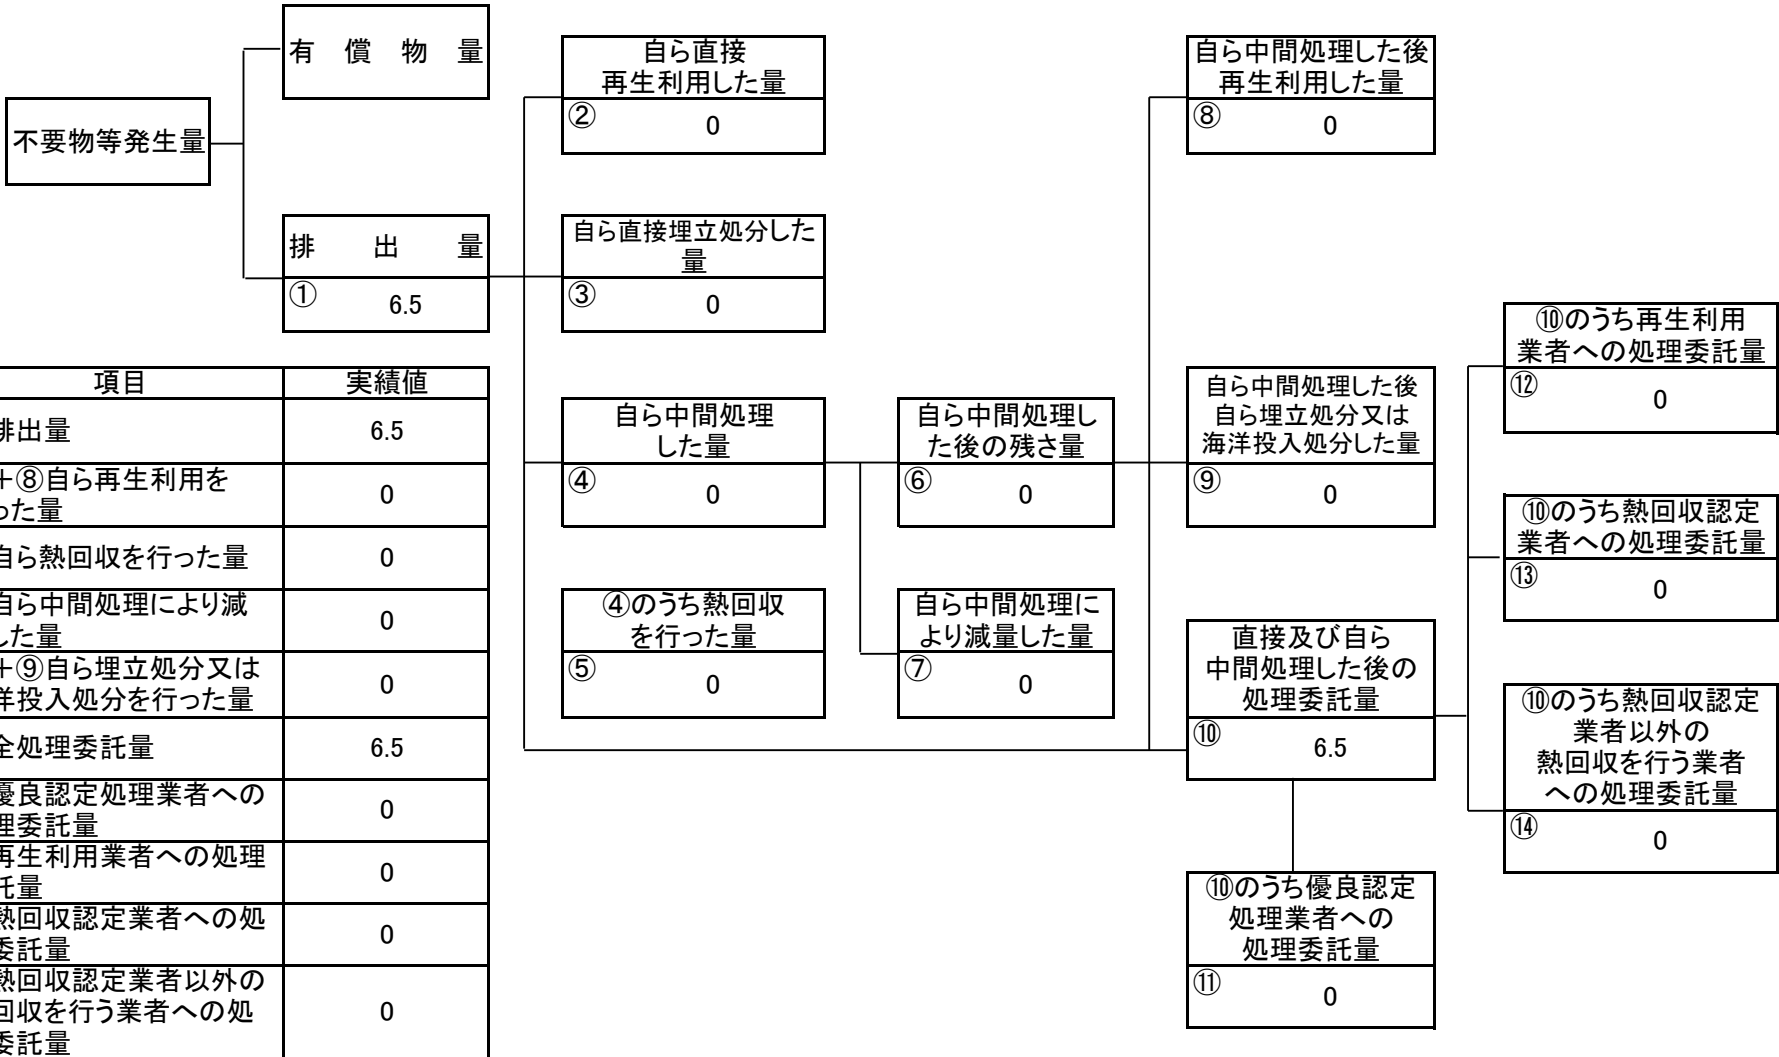 有　償　物　量
不要物等発生量
排　出　量
① 6.5
自ら直接
再生利用した量
② 0
自ら直接埋立処分した
量
③ 0
自ら中間処理
した量
④ 0
④のうち熱回収
を行った量
⑤ 0
自ら中間処理し
た後の残さ量
⑥ 0
自ら中間処理に
より減量した量
⑦ 0
自ら中間処理した後
再生利用した量
⑧ 0
自ら中間処理した後
自ら埋立処分又は
海洋投入処分した量
⑨ 0
直接及び自ら
中間処理した後の
処理委託量
⑩ 6.5
⑩のうち優良認定
処理業者への
処理委託量
⑪ 0
⑩のうち再生利用
業者への処理委託量
⑫ 0
⑩のうち熱回収認定
業者への処理委託量
⑬ 0
⑩のうち熱回収認定
業者以外の
熱回収を行う業者
への処理委託量
⑭ 0
項目 実績値
排出量 6.5
＋⑧自ら再生利用を
った量 0
自ら熱回収を行った量 0
自ら中間処理により減
した量 0
＋⑨自ら埋立処分又は
洋投入処分を行った量 0
全処理委託量 6.5
優良認定処理業者への
理委託量 0
再生利用業者への処理
託量 0
熱回収認定業者への処
委託量 0
熱回収認定業者以外の
回収を行う業者への処
委託量 0